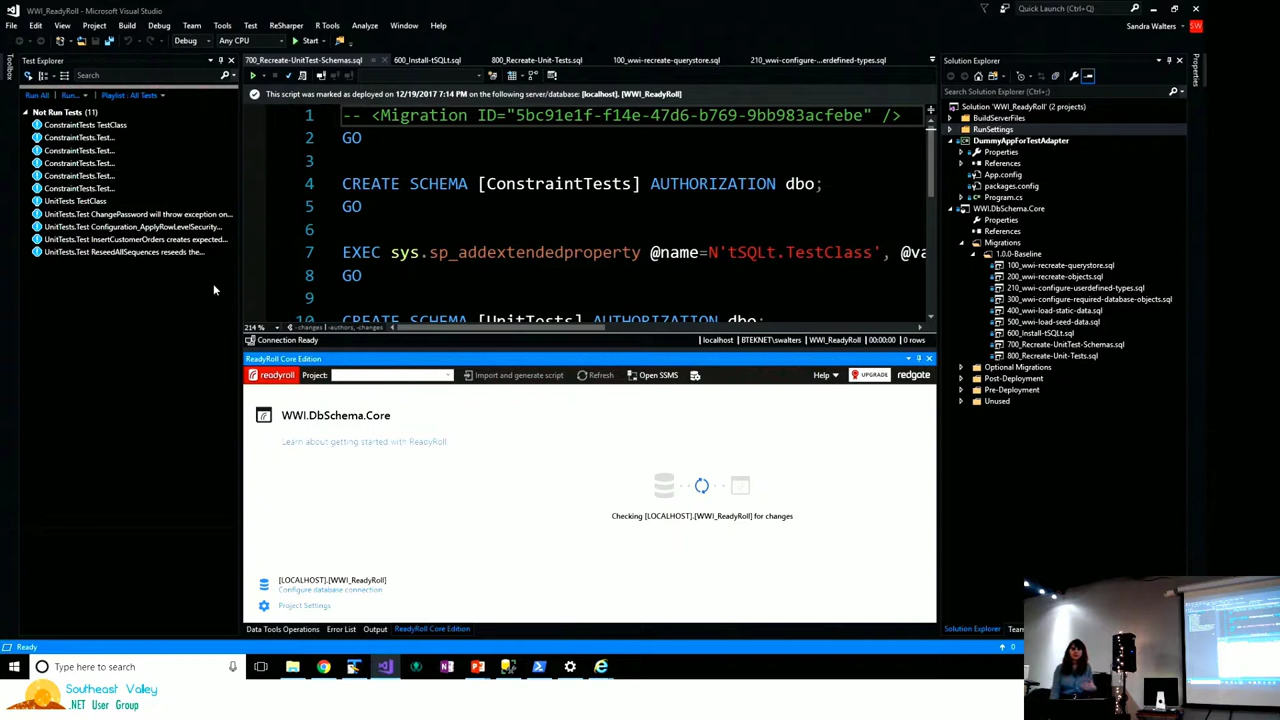 WWI_ReadyRoll - Microsoft Visual Studio
Quick Launch (Ctrl+Q)
File Edit View Project Build Debug Team Tools Test ReSharper R Tools Analyze Window Help
Sandra Walters SW
Debug Any CPU Start
Toolbox
Test Explorer
Search
Run All Run... Playlist : All Tests
Not Run Tests (11)
ConstraintTests TestClass
ConstraintTests.Test...
ConstraintTests.Test...
ConstraintTests.Test...
ConstraintTests.Test...
ConstraintTests.Test...
UnitTests TestClass
UnitTests.Test ChangePassword will throw exception on...
UnitTests.Test Configuration_ApplyRowLevelSecurity...
UnitTests.Test InsertCustomerOrders creates expected...
UnitTests.Test ReseedAllSequences reseeds the...
700_Recreate-UnitTest-Schemas.sql 600_Install-tSQLt.sql 800_Recreate-Unit-Tests.sql 100_wwi-recreate-querystore.sql 210_wwi-configure-...erdefined-types.sql
This script was marked as deployed on 12/19/2017 7:14 PM on the following server/database: [localhost], [WWI_ReadyRoll]
1 -- <Migration ID="5bc91e1f-f14e-47d6-b769-9bb983acfebe" />
2 GO
3
4 CREATE SCHEMA [ConstraintTests] AUTHORIZATION dbo;
5 GO
6
7 EXEC sys.sp_addextendedproperty @name=N'tSQLt.TestClass', @va
8 GO
9
10 CREATE SCHEMA [UnitTests] AUTHORIZATION dbo;
214 % -changes | -authors, -changes
Connection Ready localhost BTEKNET\swalters WWI_ReadyRoll 00:00:00 0 rows
ReadyRoll Core Edition
readyroll Project: Import and generate script Refresh Open SSMS Help UPGRADE redgate
WWI.DbSchema.Core
Learn about getting started with ReadyRoll
Checking [LOCALHOST].[WWI_ReadyRoll] for changes
[LOCALHOST].[WWI_ReadyRoll]
Configure database connection
Project Settings
Data Tools Operations Error List Output ReadyRoll Core Edition
Solution Explorer
Search Solution Explorer (Ctrl+;)
Solution 'WWI_ReadyRoll' (2 projects)
BuildServerFiles
RunSettings
DummyAppForTestAdapter
Properties
References
App.config
packages.config
Program.cs
WWI.DbSchema.Core
Properties
References
Migrations
1.0.0-Baseline
100_wwi-recreate-querystore.sql
200_wwi-recreate-objects.sql
210_wwi-configure-userdefined-types.sql
300_wwi-configure-required-database-objects.sql
400_wwi-load-static-data.sql
500_wwi-load-seed-data.sql
600_Install-tSQLt.sql
700_Recreate-UnitTest-Schemas.sql
800_Recreate-Unit-Tests.sql
Optional Migrations
Post-Deployment
Pre-Deployment
Unused
Solution Explorer Team
Properties
Ready
0
Type here to search
Southeast Valley
.NET User Group